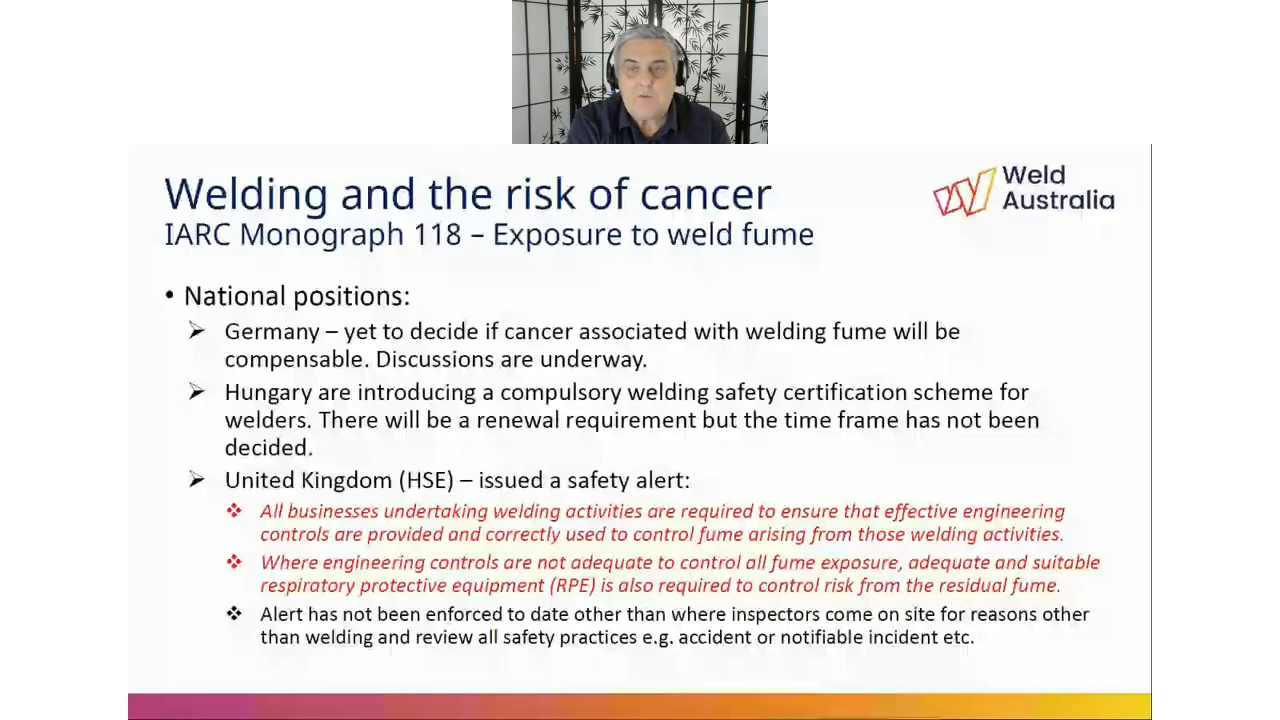 Welding and the risk of cancer
IARC Monograph 118 – Exposure to weld fume
Weld
Australia
• National positions:
➢ Germany – yet to decide if cancer associated with welding fume will be
compensable. Discussions are underway.
➢ Hungary are introducing a compulsory welding safety certification scheme for
welders. There will be a renewal requirement but the time frame has not been
decided.
➢ United Kingdom (HSE) – issued a safety alert:
❖ All businesses undertaking welding activities are required to ensure that effective engineering
controls are provided and correctly used to control fume arising from those welding activities.
❖ Where engineering controls are not adequate to control all fume exposure, adequate and suitable
respiratory protective equipment (RPE) is also required to control risk from the residual fume.
❖ Alert has not been enforced to date other than where inspectors come on site for reasons other
than welding and review all safety practices e.g. accident or notifiable incident etc.